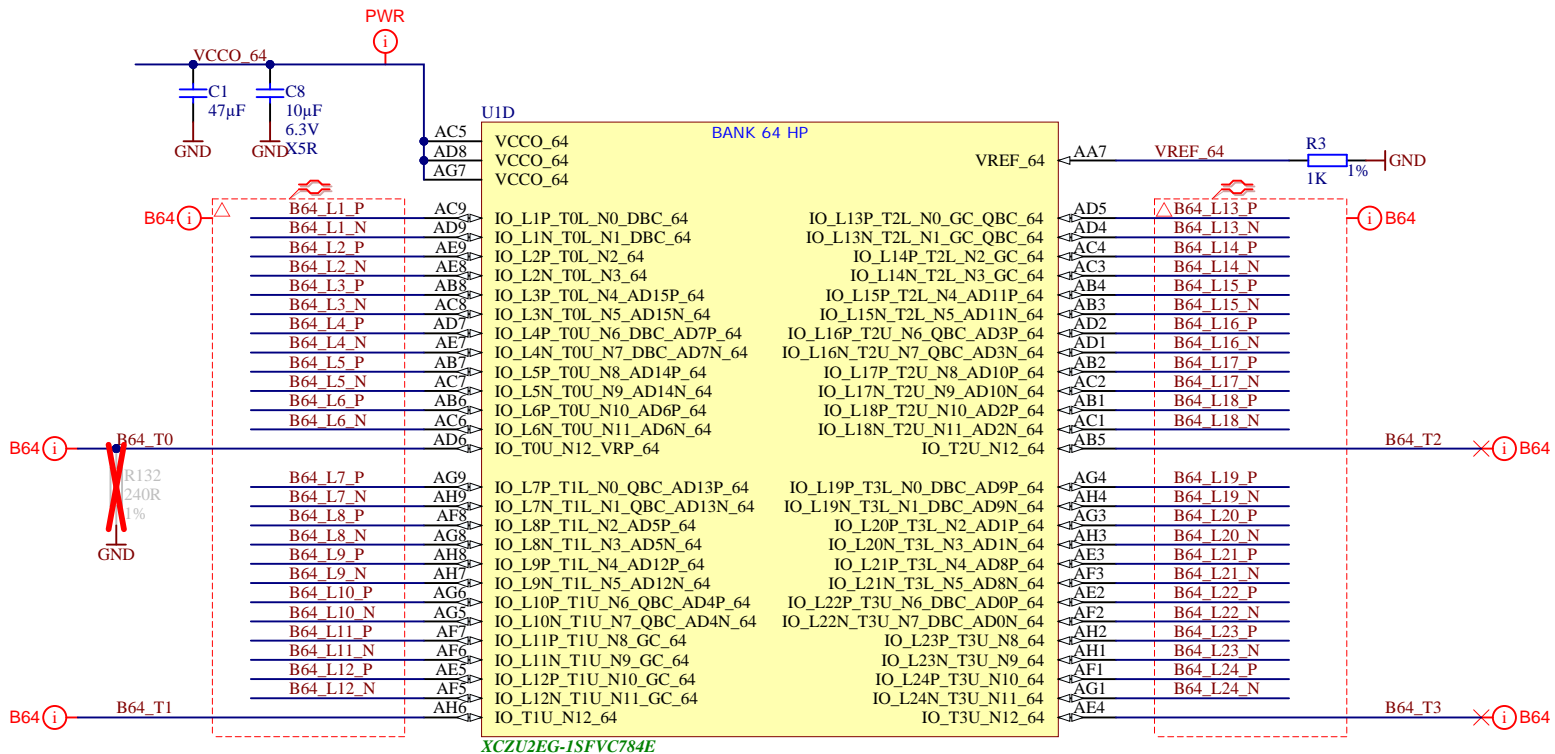 PWR
i
VCCO_64
C1
47µF
GND
C8
10µF
6.3V
X5R
GND
U1D
BANK 64 HP
AC5 VCCO_64
AD8 VCCO_64
AG7 VCCO_64
VREF_64 AA7 VREF_64
R3
1K
1%
GND
B64 i
i B64
B64_L1_P AC9 IO_L1P_T0L_N0_DBC_64
B64_L1_N AD9 IO_L1N_T0L_N1_DBC_64
B64_L2_P AE9 IO_L2P_T0L_N2_64
B64_L2_N AE8 IO_L2N_T0L_N3_64
B64_L3_P AB8 IO_L3P_T0L_N4_AD15P_64
B64_L3_N AC8 IO_L3N_T0L_N5_AD15N_64
B64_L4_P AD7 IO_L4P_T0U_N6_DBC_AD7P_64
B64_L4_N AE7 IO_L4N_T0U_N7_DBC_AD7N_64
B64_L5_P AB7 IO_L5P_T0U_N8_AD14P_64
B64_L5_N AC7 IO_L5N_T0U_N9_AD14N_64
B64_L6_P AB6 IO_L6P_T0U_N10_AD6P_64
B64_L6_N AC6 IO_L6N_T0U_N11_AD6N_64
B64 i B64_T0 AD6 IO_T0U_N12_VRP_64
R132
240R
1%
GND
B64_L7_P AG9 IO_L7P_T1L_N0_QBC_AD13P_64
B64_L7_N AH9 IO_L7N_T1L_N1_QBC_AD13N_64
B64_L8_P AF8 IO_L8P_T1L_N2_AD5P_64
B64_L8_N AG8 IO_L8N_T1L_N3_AD5N_64
B64_L9_P AH8 IO_L9P_T1L_N4_AD12P_64
B64_L9_N AH7 IO_L9N_T1L_N5_AD12N_64
B64_L10_P AG6 IO_L10P_T1U_N6_QBC_AD4P_64
B64_L10_N AG5 IO_L10N_T1U_N7_QBC_AD4N_64
B64_L11_P AF7 IO_L11P_T1U_N8_GC_64
B64_L11_N AF6 IO_L11N_T1U_N9_GC_64
B64_L12_P AE5 IO_L12P_T1U_N10_GC_64
B64_L12_N AF5 IO_L12N_T1U_N11_GC_64
B64 i B64_T1 AH6 IO_T1U_N12_64
IO_L13P_T2L_N0_GC_QBC_64 AD5 B64_L13_P
IO_L13N_T2L_N1_GC_QBC_64 AD4 B64_L13_N
IO_L14P_T2L_N2_GC_64 AC4 B64_L14_P
IO_L14N_T2L_N3_GC_64 AC3 B64_L14_N
IO_L15P_T2L_N4_AD11P_64 AB4 B64_L15_P
IO_L15N_T2L_N5_AD11N_64 AB3 B64_L15_N
IO_L16P_T2U_N6_QBC_AD3P_64 AD2 B64_L16_P
IO_L16N_T2U_N7_QBC_AD3N_64 AD1 B64_L16_N
IO_L17P_T2U_N8_AD10P_64 AB2 B64_L17_P
IO_L17N_T2U_N9_AD10N_64 AC2 B64_L17_N
IO_L18P_T2U_N10_AD2P_64 AB1 B64_L18_P
IO_L18N_T2U_N11_AD2N_64 AC1 B64_L18_N
IO_T2U_N12_64 AB5 B64_T2 i B64
IO_L19P_T3L_N0_DBC_AD9P_64 AG4 B64_L19_P
IO_L19N_T3L_N1_DBC_AD9N_64 AH4 B64_L19_N
IO_L20P_T3L_N2_AD1P_64 AG3 B64_L20_P
IO_L20N_T3L_N3_AD1N_64 AH3 B64_L20_N
IO_L21P_T3L_N4_AD8P_64 AE3 B64_L21_P
IO_L21N_T3L_N5_AD8N_64 AF3 B64_L21_N
IO_L22P_T3U_N6_DBC_AD0P_64 AE2 B64_L22_P
IO_L22N_T3U_N7_DBC_AD0N_64 AF2 B64_L22_N
IO_L23P_T3U_N8_64 AH2 B64_L23_P
IO_L23N_T3U_N9_64 AH1 B64_L23_N
IO_L24P_T3U_N10_64 AF1 B64_L24_P
IO_L24N_T3U_N11_64 AG1 B64_L24_N
IO_T3U_N12_64 AE4 B64_T3 i B64
XCZU2EG-1SFVC784E